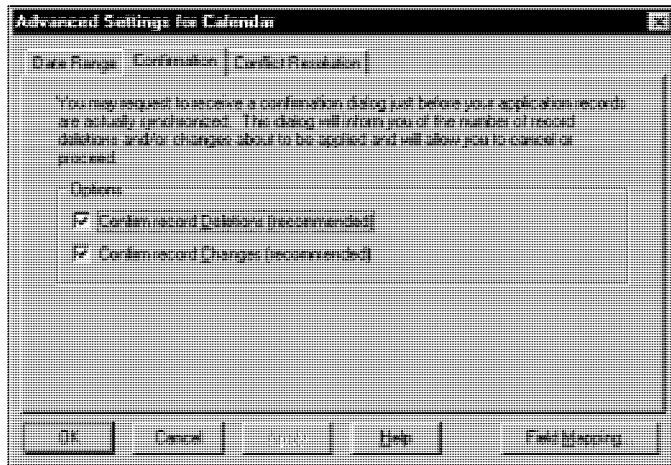 Advanced Settings for Calendar
Date Range Confirmation Conflict Resolution
You may request to receive a confirmation dialog just before your application records
are actually synchronized. This dialog will inform you of the number of record
deletions and/or changes about to be applied and will allow you to cancel or
proceed.
Options
Confirm record Deletions (recommended)
Confirm record Changes (recommended)
OK Cancel Apply Help Field Mapping...